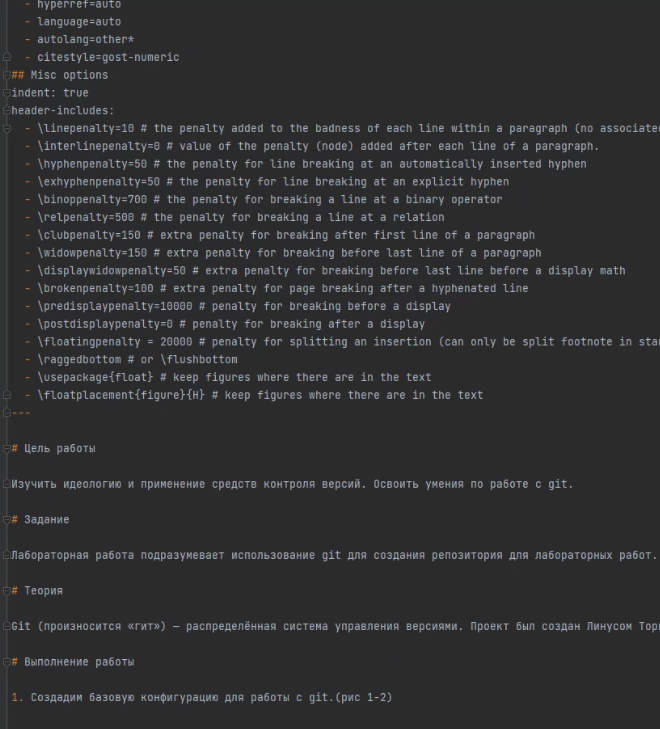 - hyperref=auto
- language=auto
- autolang=other*
- citestyle=gost-numeric
## Misc options
indent: true
header-includes:
- \linepenalty=10 # the penalty added to the badness of each line within a paragraph (no associated
- \interlinepenalty=0 # value of the penalty (node) added after each line of a paragraph.
- \hyphenpenalty=50 # the penalty for line breaking at an automatically inserted hyphen
- \exhyphenpenalty=50 # the penalty for line breaking at an explicit hyphen
- \binoppenalty=700 # the penalty for breaking a line at a binary operator
- \relpenalty=500 # the penalty for breaking a line at a relation
- \clubpenalty=150 # extra penalty for breaking after first line of a paragraph
- \widowpenalty=150 # extra penalty for breaking before last line of a paragraph
- \displaywidowpenalty=50 # extra penalty for breaking before last line before a display math
- \brokenpenalty=100 # extra penalty for page breaking after a hyphenated line
- \predisplaypenalty=10000 # penalty for breaking before a display
- \postdisplaypenalty=0 # penalty for breaking after a display
- \floatingpenalty = 20000 # penalty for splitting an insertion (can only be split footnote in
- \raggedbottom # or \flushbottom
- \usepackage{float} # keep figures where there are in the text
- \floatplacement{figure}{H} # keep figures where there are in the text
---
# Цель работы
Изучить идеологию и применение средств контроля версий. Освоить умения по работе с git.
# Задание
Лабораторная работа подразумевает использование git для создания репозитория для лабораторных работ.
# Теория
Git (произносится «гит») — распределённая система управления версиями. Проект был создан Линусом
# Выполнение работы
1. Создадим базовую конфигурацию для работы с git.(рис 1-2)